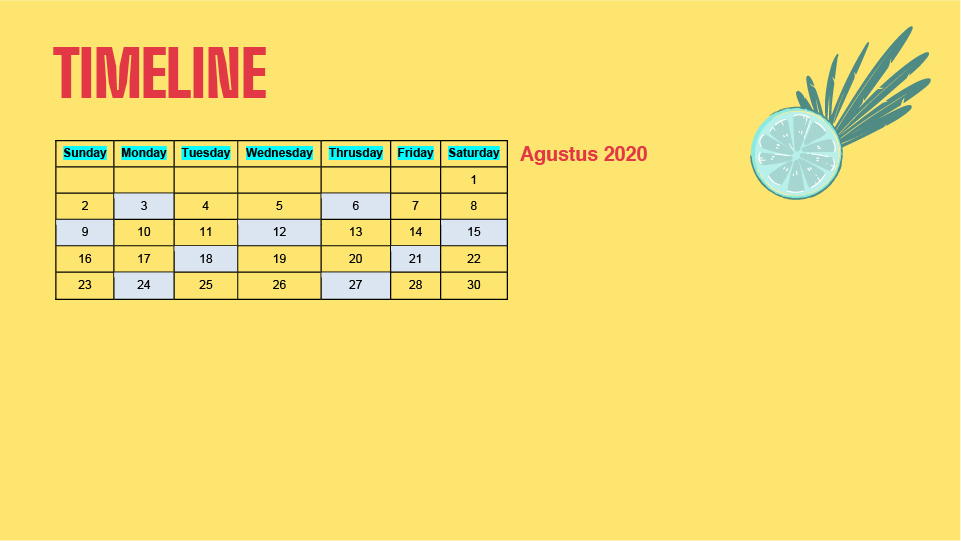 TIMELINE
Sunday Monday Tuesday Wednesday Thrusday Friday Saturday Agustus 2020
1
2 3 4 5 6 7 8
9 10 11 12 13 14 15
16 17 18 19 20 21 22
23 24 25 26 27 28 30